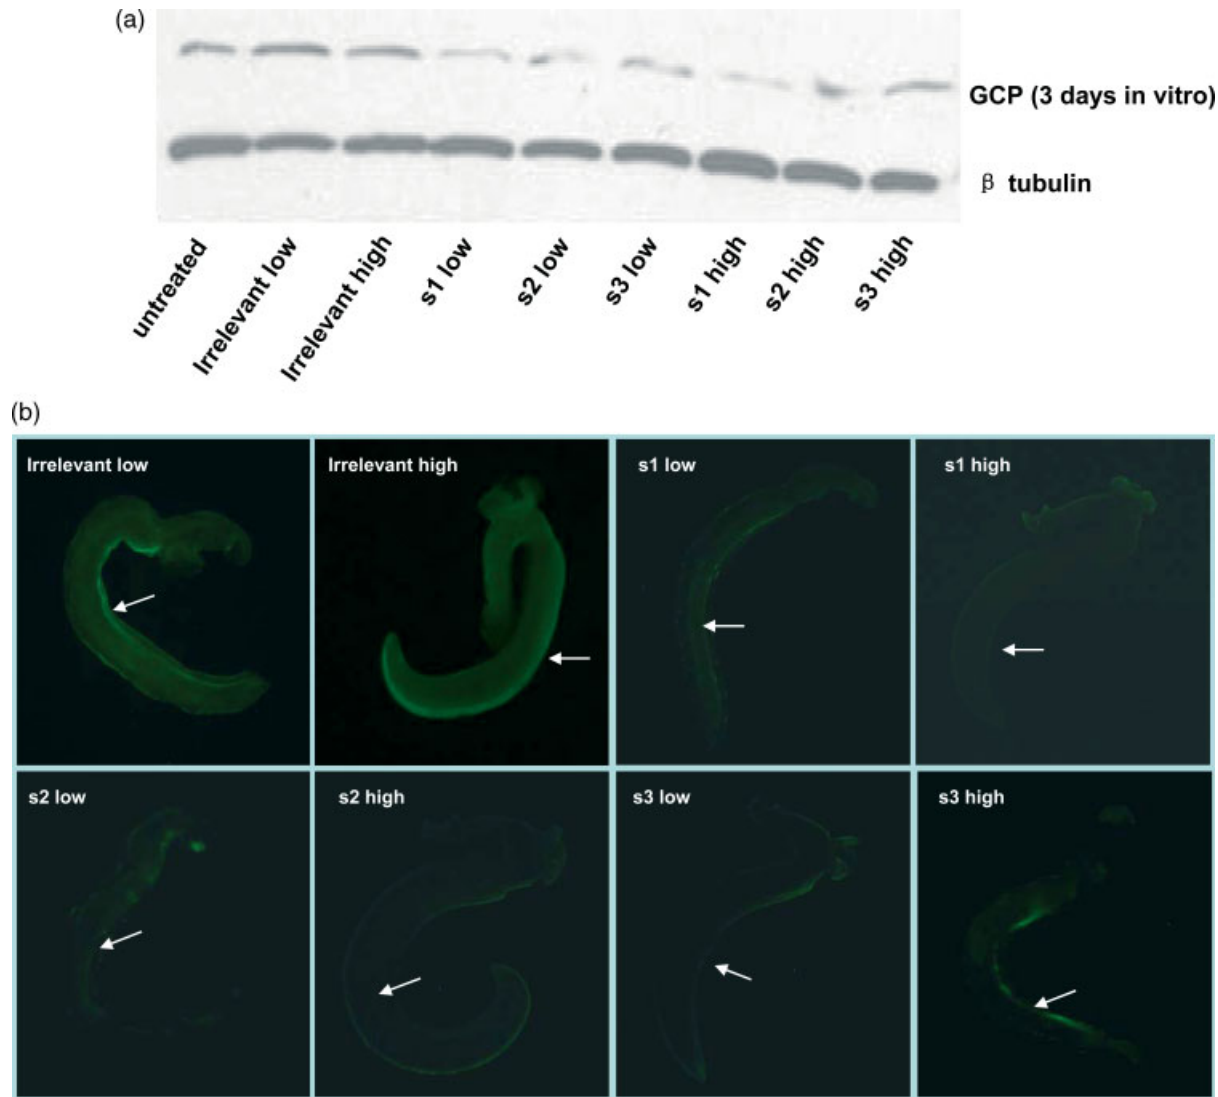 (a)
GCP (3 days in vitro)
β tubulin
untreated
Irrelevant low
Irrelevant high
s1 low
s2 low
s3 low
s1 high
s2 high
s3 high
(b)
Irrelevant low
Irrelevant high
s1 low
s1 high
s2 low
s2 high
s3 low
s3 high